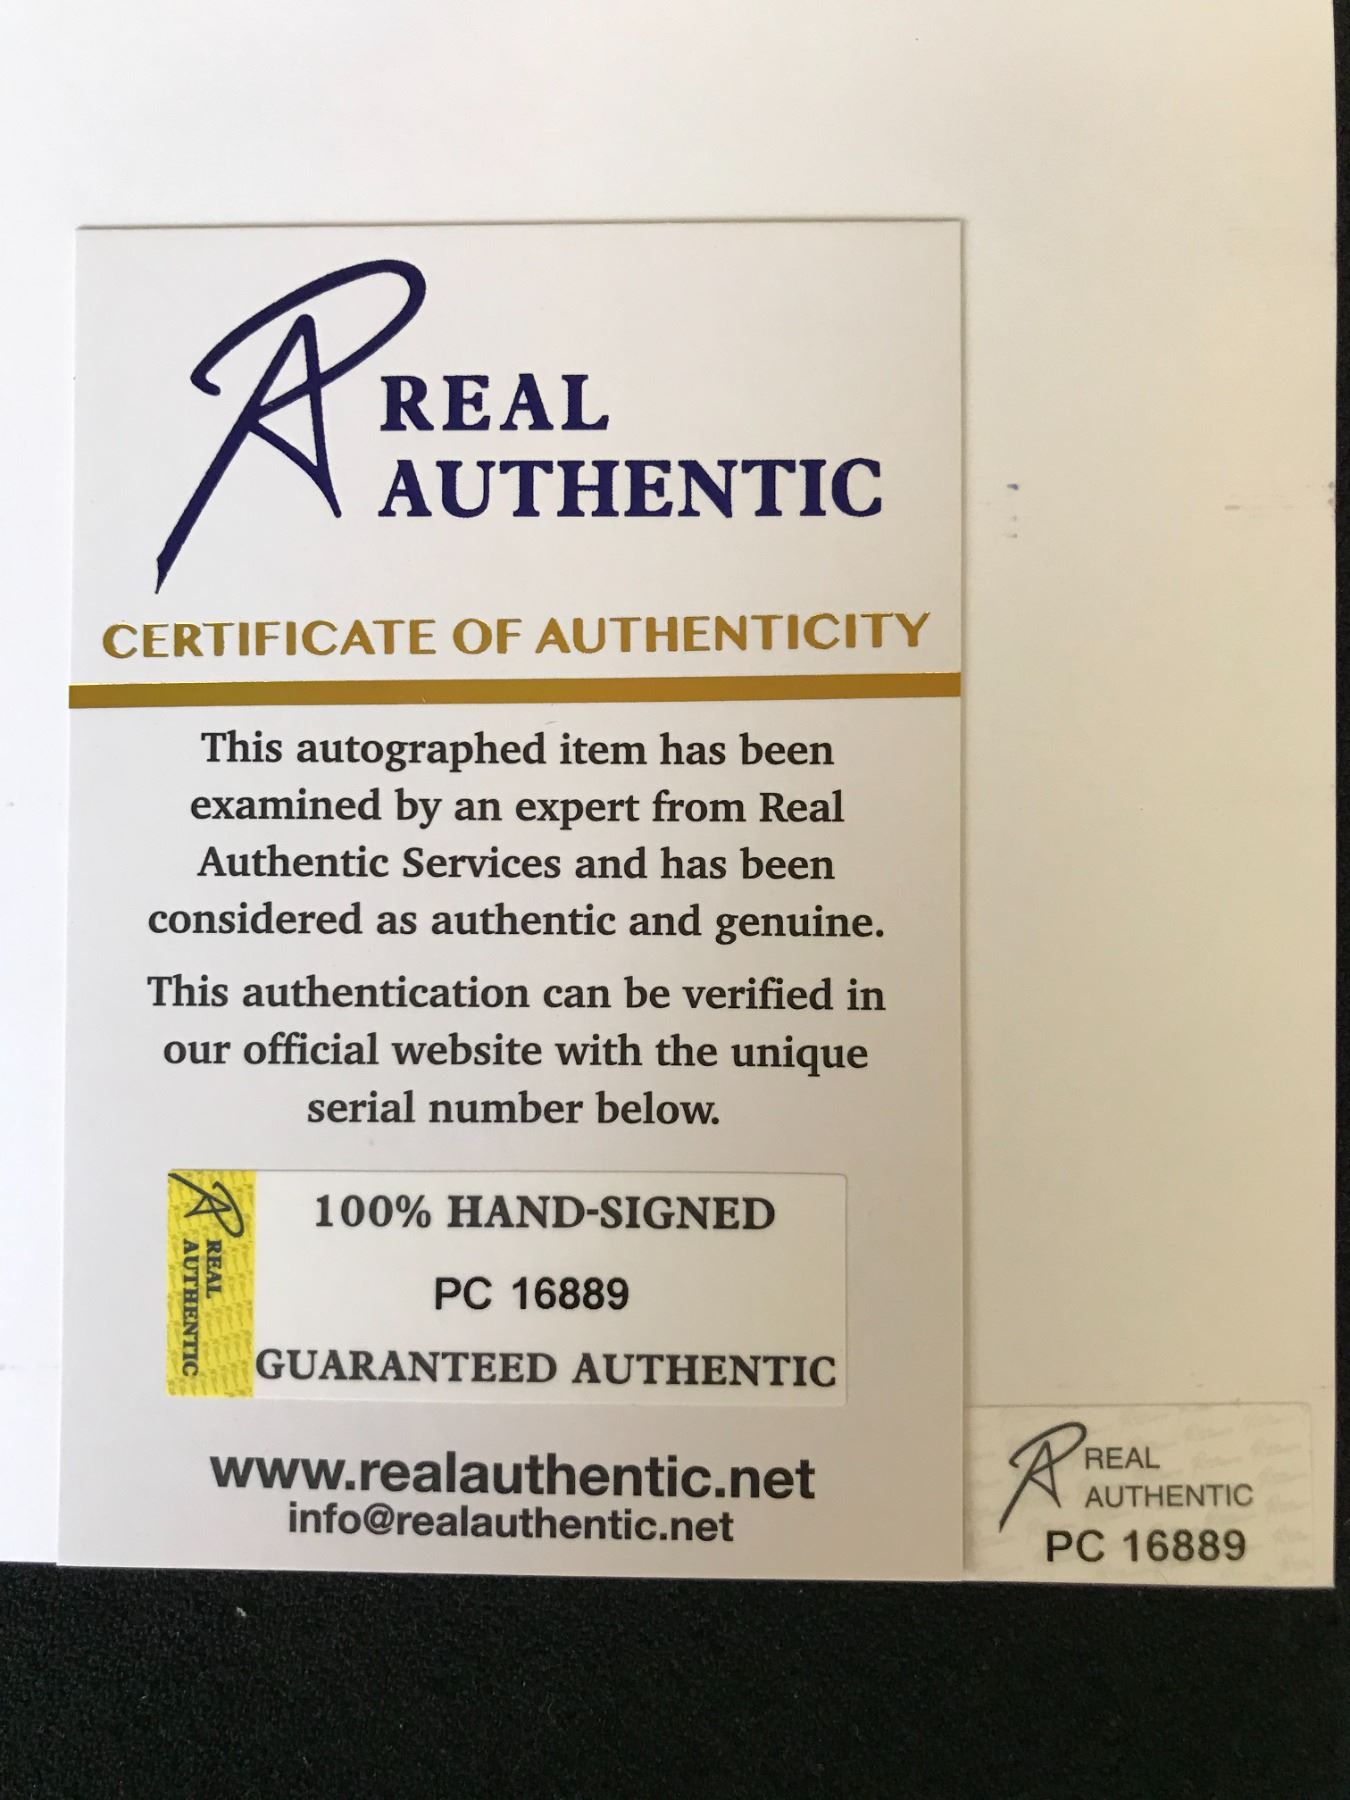 REAL
AUTHENTIC
CERTIFICATE OF AUTHENTICITY
This autographed item has been
examined by an expert from Real
Authentic Services and has been
considered as authentic and genuine.
This authentication can be verified in
our official website with the unique
serial number below.
REAL
AUTHENTIC
100% HAND-SIGNED
PC 16889
GUARANTEED AUTHENTIC
www.realauthentic.net
info@realauthentic.net
REAL
AUTHENTIC
PC 16889